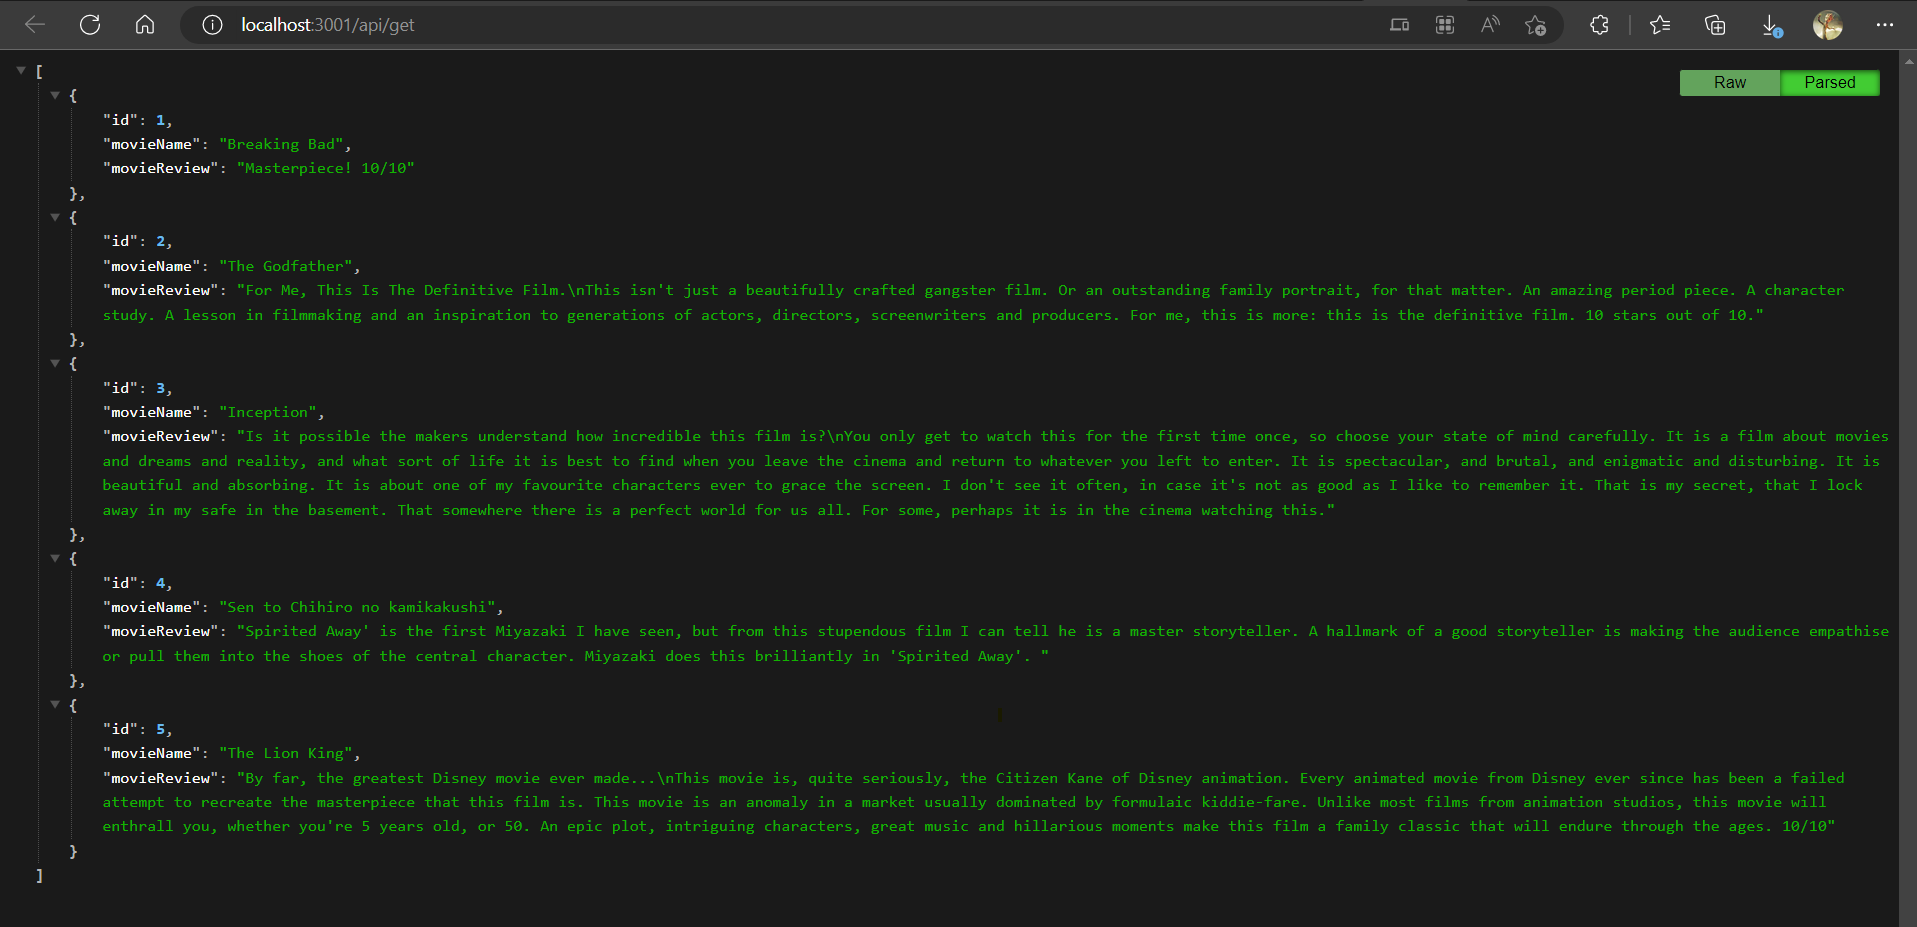 localhost:3001/api/get
Raw Parsed
[
{
"id": 1,
"movieName": "Breaking Bad",
"movieReview": "Masterpiece! 10/10"
},
{
"id": 2,
"movieName": "The Godfather",
"movieReview": "For Me, This Is The Definitive Film.\nThis isn't just a beautifully crafted gangster film. Or an outstanding family portrait, for that matter. An amazing period piece. A character
study. A lesson in filmmaking and an inspiration to generations of actors, directors, screenwriters and producers. For me, this is more: this is the definitive film. 10 stars out of 10."
},
{
"id": 3,
"movieName": "Inception",
"movieReview": "Is it possible the makers understand how incredible this film is?\nYou only get to watch this for the first time once, so choose your state of mind carefully. It is a film about movies
and dreams and reality, and what sort of life it is best to find when you leave the cinema and return to whatever you left to enter. It is spectacular, and brutal, and enigmatic and disturbing. It is
beautiful and absorbing. It is about one of my favourite characters ever to grace the screen. I don't see it often, in case it's not as good as I like to remember it. That is my secret, that I lock
away in my safe in the basement. That somewhere there is a perfect world for us all. For some, perhaps it is in the cinema watching this."
},
{
"id": 4,
"movieName": "Sen to Chihiro no kamikakushi",
"movieReview": "Spirited Away' is the first Miyazaki I have seen, but from this stupendous film I can tell he is a master storyteller. A hallmark of a good storyteller is making the audience empathise
or pull them into the shoes of the central character. Miyazaki does this brilliantly in 'Spirited Away'. "
},
{
"id": 5,
"movieName": "The Lion King",
"movieReview": "By far, the greatest Disney movie ever made...\nThis movie is, quite seriously, the Citizen Kane of Disney animation. Every animated movie from Disney ever since has been a failed
attempt to recreate the masterpiece that this film is. This movie is an anomaly in a market usually dominated by formulaic kiddie-fare. Unlike most films from animation studios, this movie will
enthrall you, whether you're 5 years old, or 50. An epic plot, intriguing characters, great music and hillarious moments make this film a family classic that will endure through the ages. 10/10"
}
]